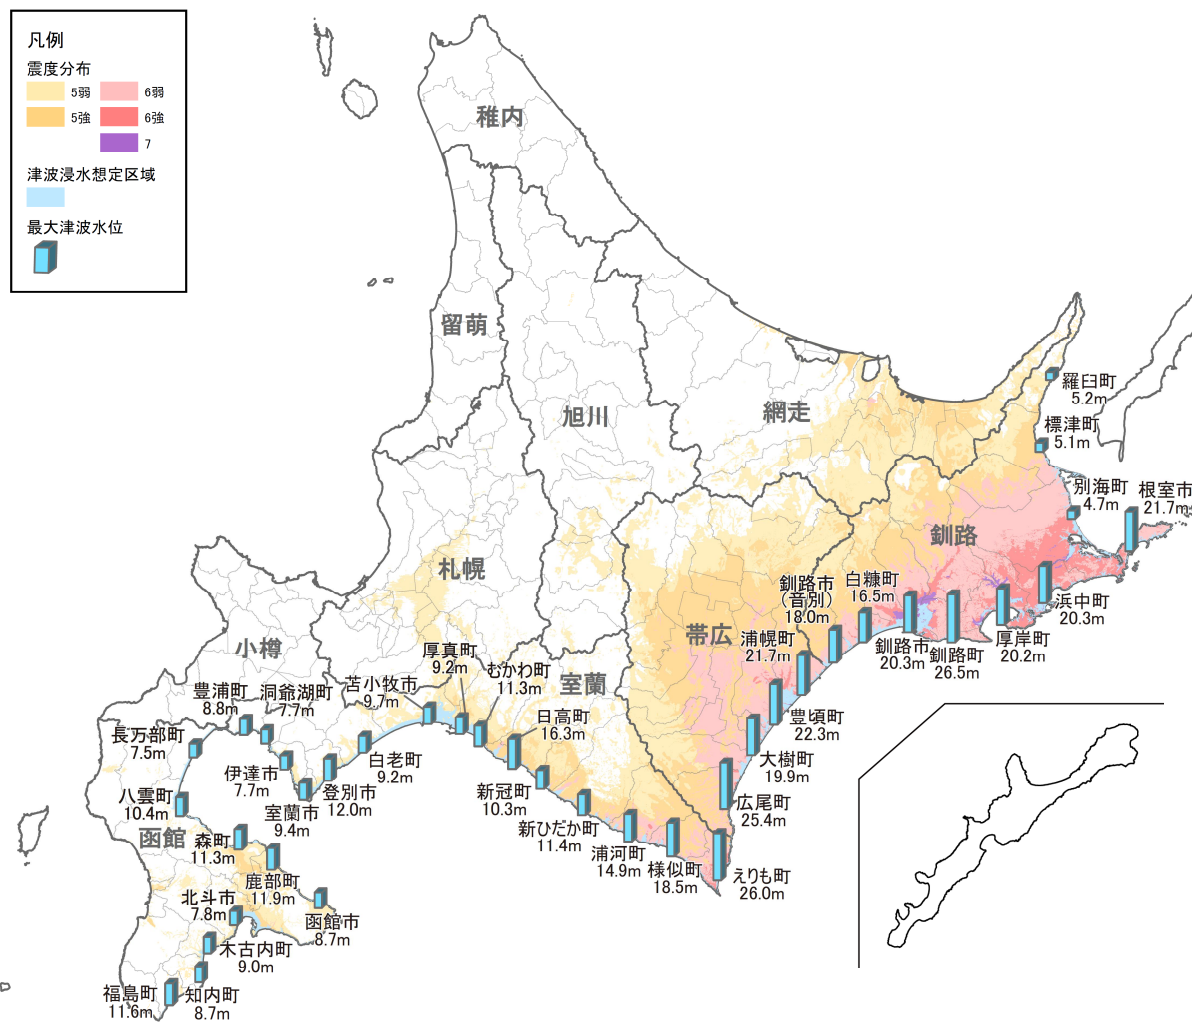 凡例
震度分布
5弱
6弱
5強
6強
7
津波浸水想定区域
最大津波水位
稚内
留萌
旭川
網走
羅臼町
5.2m
標津町
5.1m
別海町
4.7m
根室市
21.7m
釧路
札幌
釧路市
（音別）
18.0m
白糠町
16.5m
浜中町
20.3m
厚岸町
20.2m
釧路市
20.3m
釧路町
26.5m
帯広
浦幌町
21.7m
豊頃町
22.3m
大樹町
19.9m
広尾町
25.4m
えりも町
26.0m
小樽
室蘭
厚真町
9.2m
むかわ町
11.3m
苫小牧市
9.7m
日高町
16.3m
豊浦町
8.8m
洞爺湖町
7.7m
長万部町
7.5m
伊達市
7.7m
白老町
9.2m
登別市
12.0m
室蘭市
9.4m
新冠町
10.3m
新ひだか町
11.4m
浦河町
14.9m
様似町
18.5m
八雲町
10.4m
函館
森町
11.3m
鹿部町
11.9m
北斗市
7.8m
函館市
8.7m
木古内町
9.0m
福島町
11.6m
知内町
8.7m